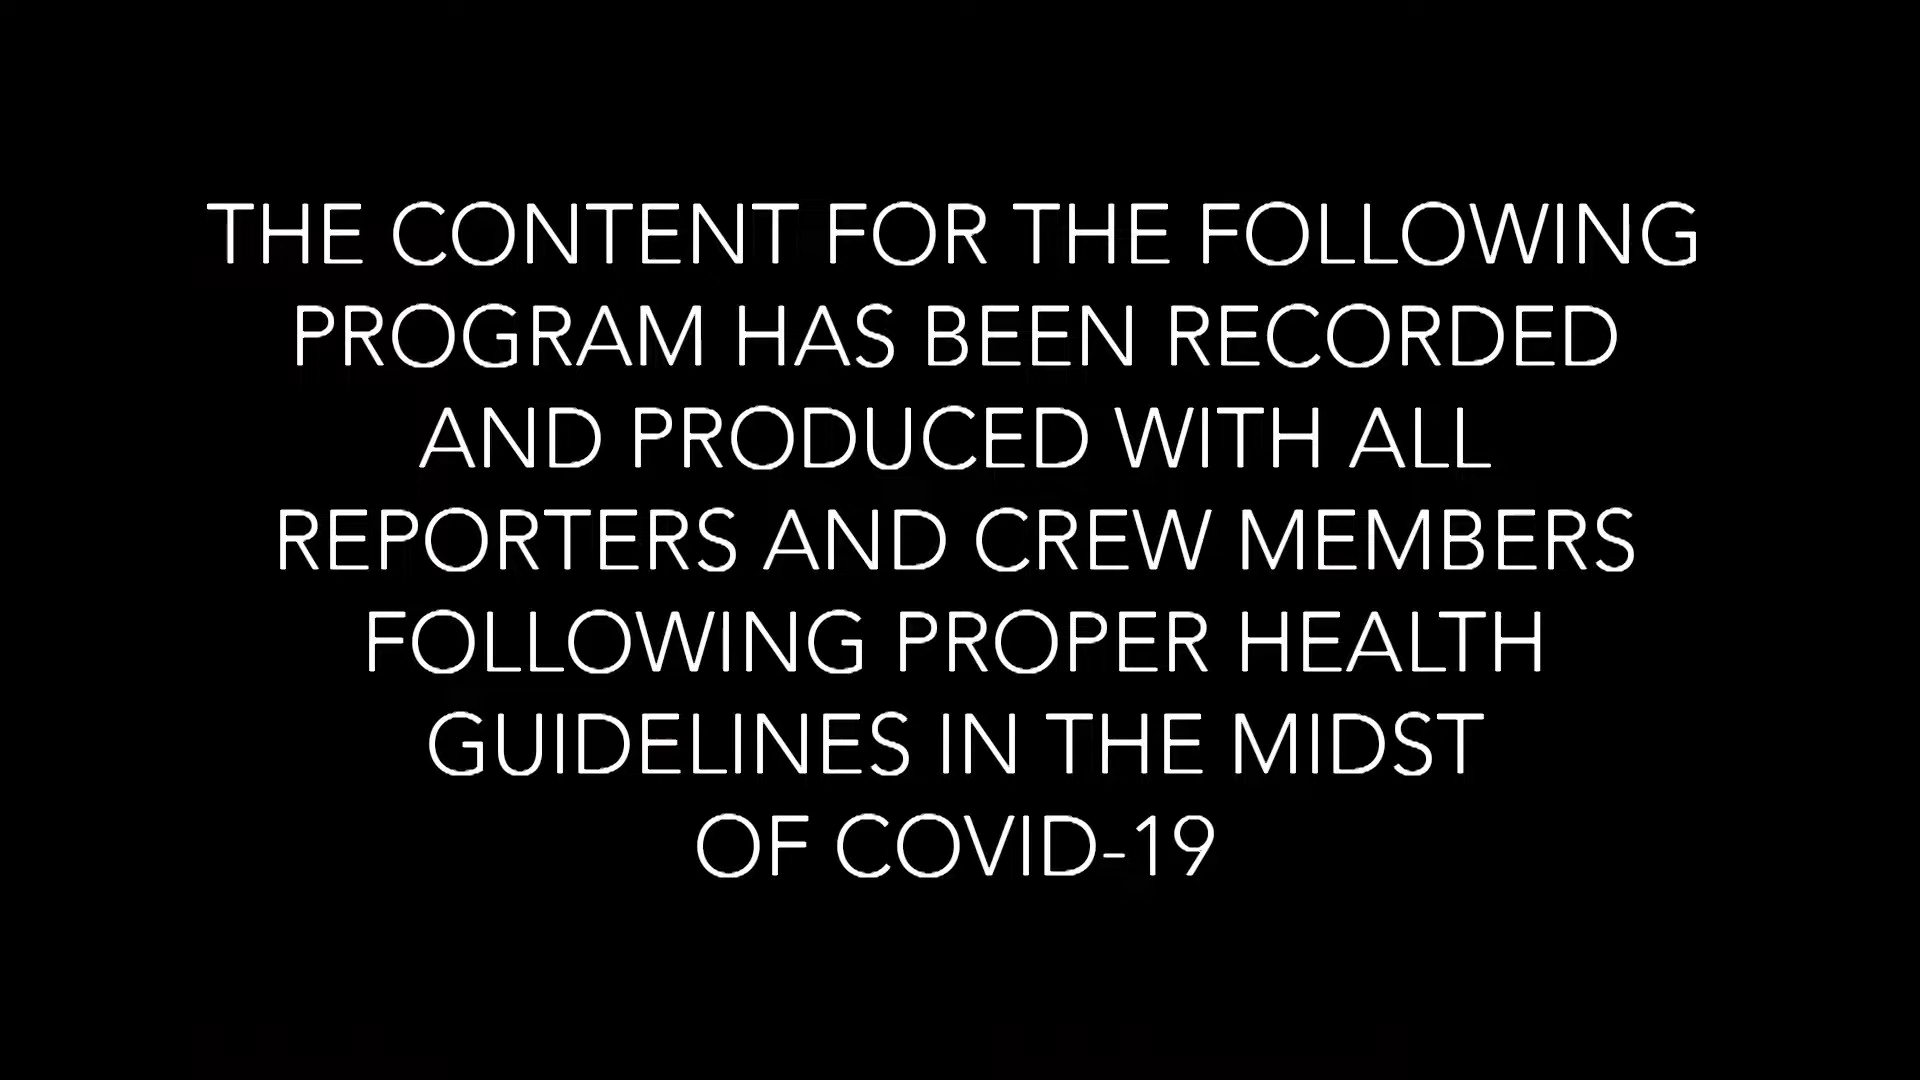 THE CONTENT FOR THE FOLLOWING
PROGRAM HAS BEEN RECORDED
AND PRODUCED WITH ALL
REPORTERS AND CREW MEMBERS
FOLLOWING PROPER HEALTH
GUIDELINES IN THE MIDST
OF COVID-19